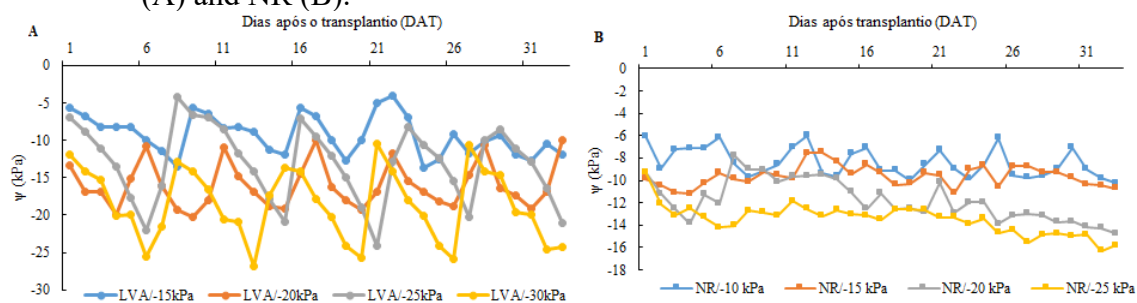 (A) and NR (B).
Dias após o transplantio (DAT)
A
1 6 11 16 21 26 31
0
-5
-10
-15
-20
-25
-30
Ψ (kPa)
LVA/-15kPa LVA/-20kPa LVA/-25kPa LVA/-30kPa
Dias após transplantio (DAT)
B
1 6 11 16 21 26 31
0
-2
-4
-6
-8
-10
-12
-14
-16
-18
Ψ (kPa)
NR/-10 kPa NR/-15 kPa NR/-20 kPa NR/-25 kPa